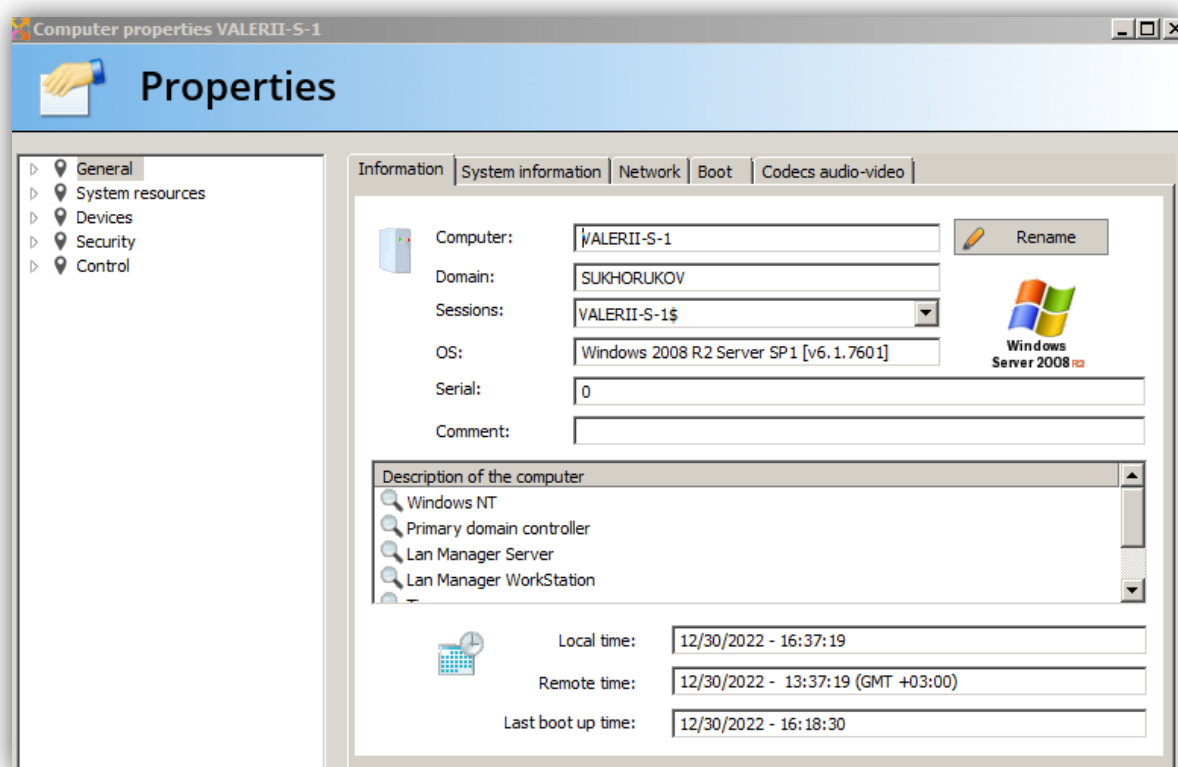 Computer properties VALERII-S-1
Properties
General
System resources
Devices
Security
Control
Information System information Network Boot Codecs audio-video
Computer: VALERII-S-1 Rename
Domain: SUKHORUKOV
Sessions: VALERII-S-1$
OS: Windows 2008 R2 Server SP1 [v6.1.7601]
Windows
Server 2008 R2
Serial: 0
Comment:
Description of the computer
Windows NT
Primary domain controller
Lan Manager Server
Lan Manager WorkStation
Local time: 12/30/2022 - 16:37:19
Remote time: 12/30/2022 - 13:37:19 (GMT +03:00)
Last boot up time: 12/30/2022 - 16:18:30